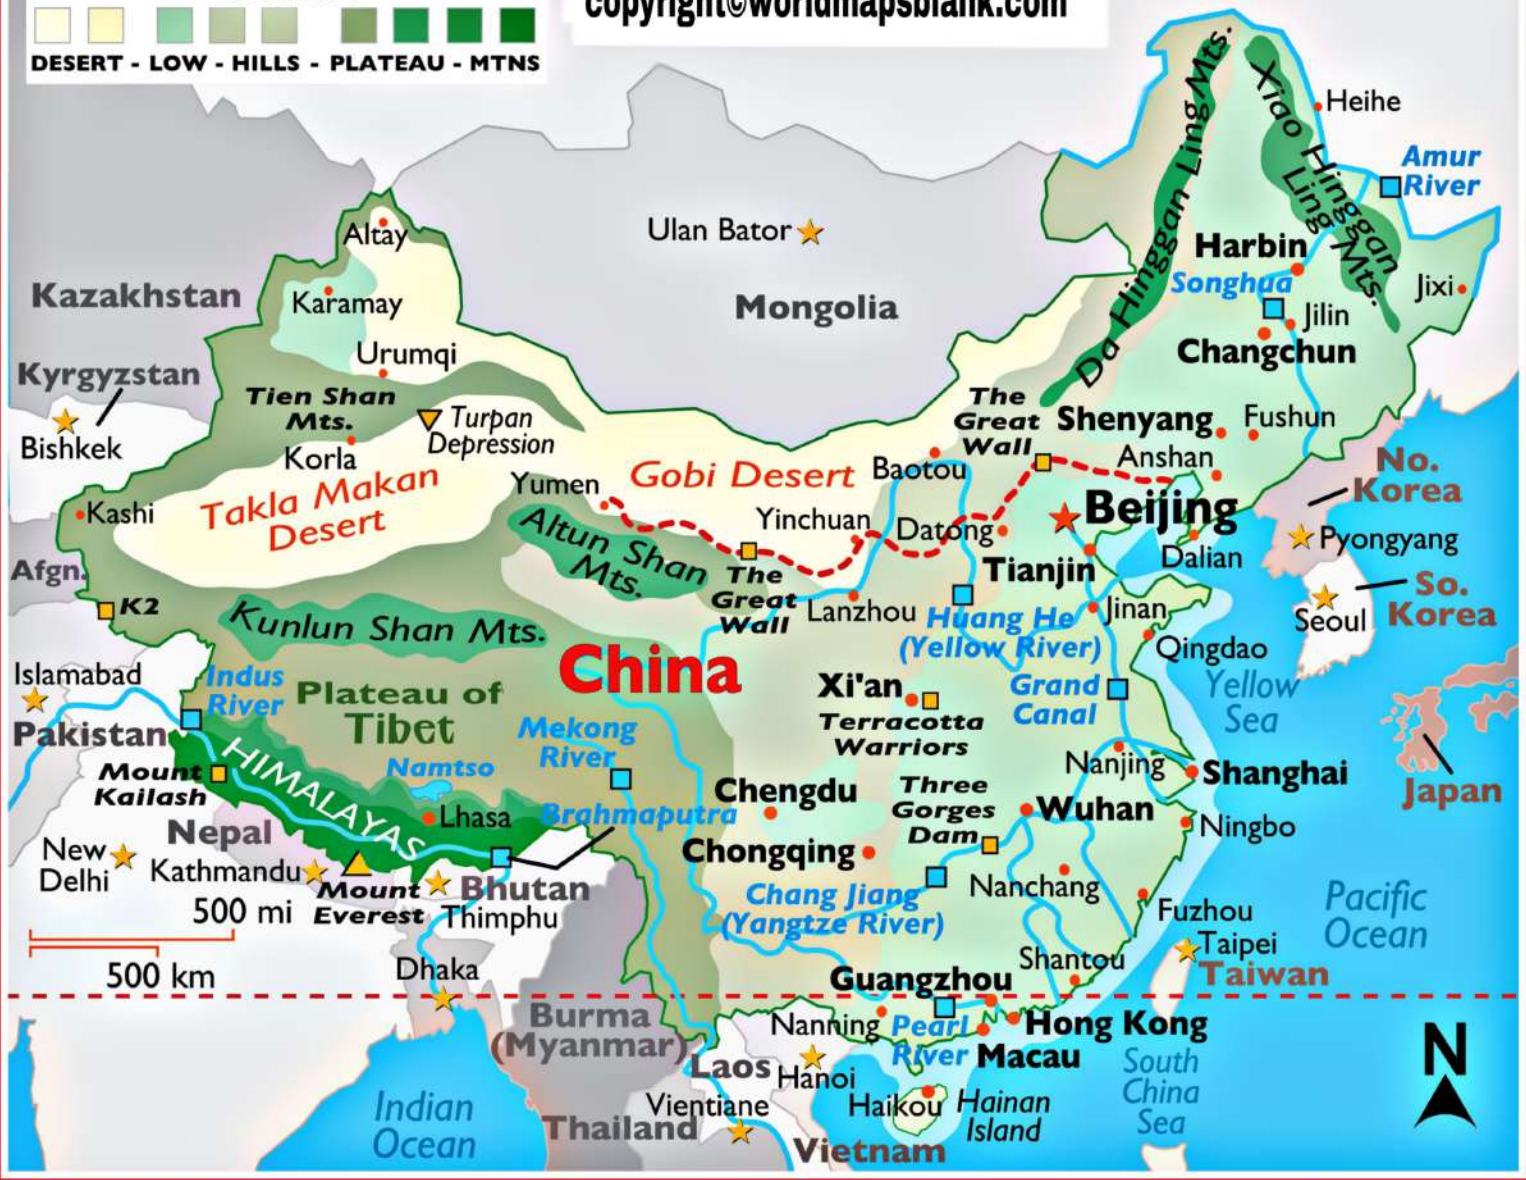 copyright©worldmapsblank.com
DESERT - LOW - HILLS - PLATEAU - MTNS
Da Hinggan Ling Mts.
Xiao Hinggan
Ling Mts.
Heihe
Amur
River
Altay
Ulan Bator
Harbin
Songhua
Jixi
Kazakhstan
Karamay
Mongolia
Jilin
Changchun
Urumqi
Kyrgyzstan
Tien Shan
Mts.
Turpan
Depression
The
Great
Wall
Shenyang
Fushun
Bishkek
Korla
Anshan
Takla Makan
Desert
Gobi Desert
Baotou
No.
Korea
Yumen
Kashi
Yinchuan
Datong
Beijing
Altun Shan
Mts.
Dalian
Pyongyang
Afgn.
Tianjin
The
Great
Wall
So.
Korea
K2
Kunlun Shan Mts.
Lanzhou
Huang He
(Yellow River)
Jinan
Seoul
Qingdao
China
Islamabad
Indus
River
Plateau of
Tibet
Xi'an
Grand
Canal
Yellow
Sea
Terracotta
Warriors
Mekong
River
Pakistan
HIMALAYAS
Namtso
Nanjing
Shanghai
Mount
Kailash
Chengdu
Three
Gorges
Dam
Japan
Wuhan
Lhasa
Brahmaputra
Nepal
Ningbo
New
Delhi
Kathmandu
Chongqing
Mount
Everest
Bhutan
Chang Jiang
(Yangtze River)
Nanchang
Pacific
Ocean
500 mi
Thimphu
Fuzhou
Taipei
Taiwan
500 km
Dhaka
Shantou
Guangzhou
Burma
(Myanmar)
Nanning
Pearl
River
Hong Kong
Macau
N
Laos
Hanoi
South
China
Sea
Indian
Ocean
Vientiane
Haikou
Hainan
Island
Thailand
Vietnam